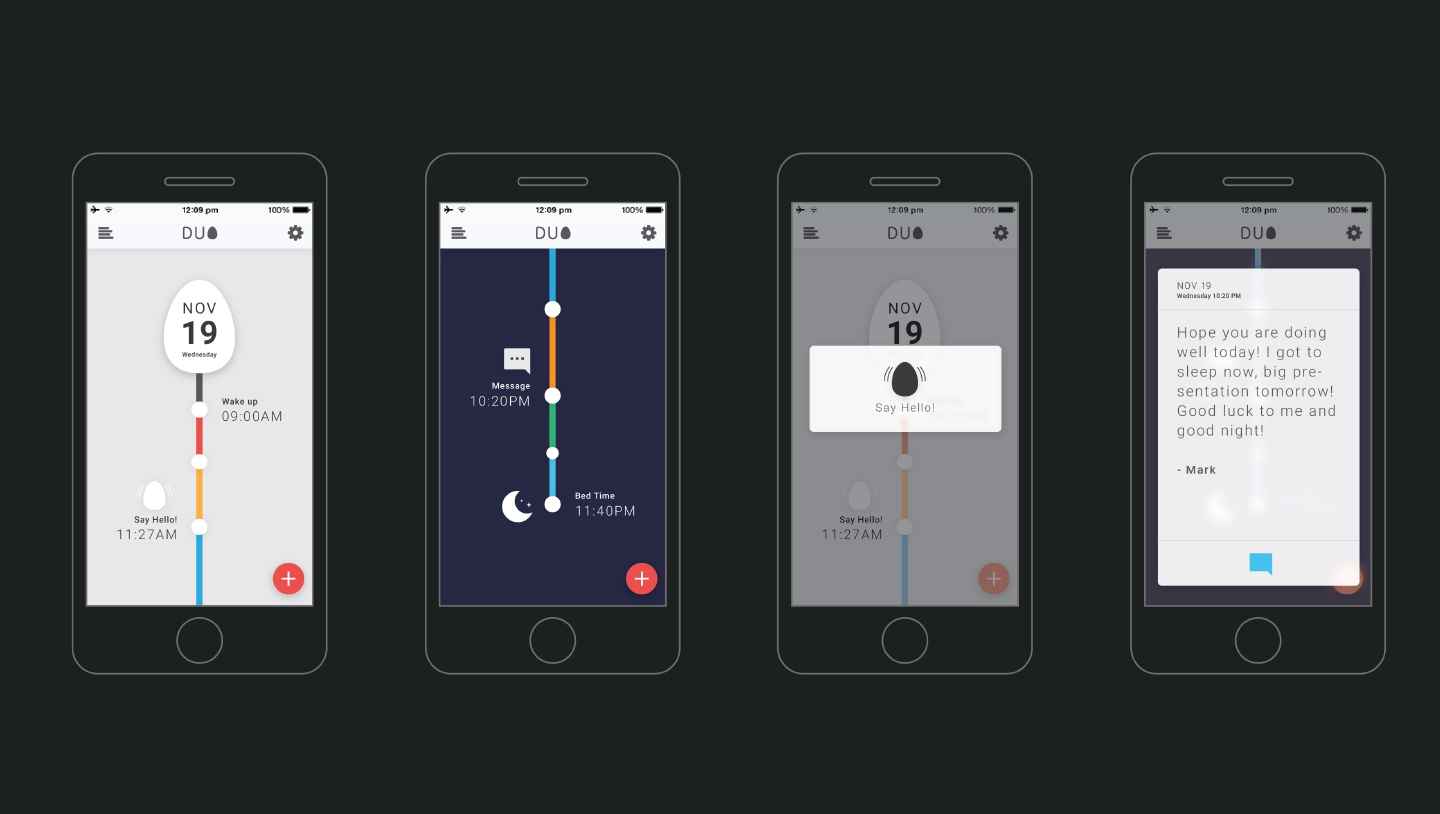 12:09 pm
100%
DU
NOV
19
Wednesday
Wake up
09:00AM
Say Hello!
11:27AM
12:09 pm
100%
DU
Message
10:20PM
Bed Time
11:40PM
12:09 pm
100%
DU
NOV
19
Say Hello!
Say Hello!
11:27AM
12:09 pm
100%
DU
NOV 19
Wednesday 10:20 PM
Hope you are doing
well today! I got to
sleep now, big pre-
sentation tomorrow!
Good luck to me and
good night!
- Mark